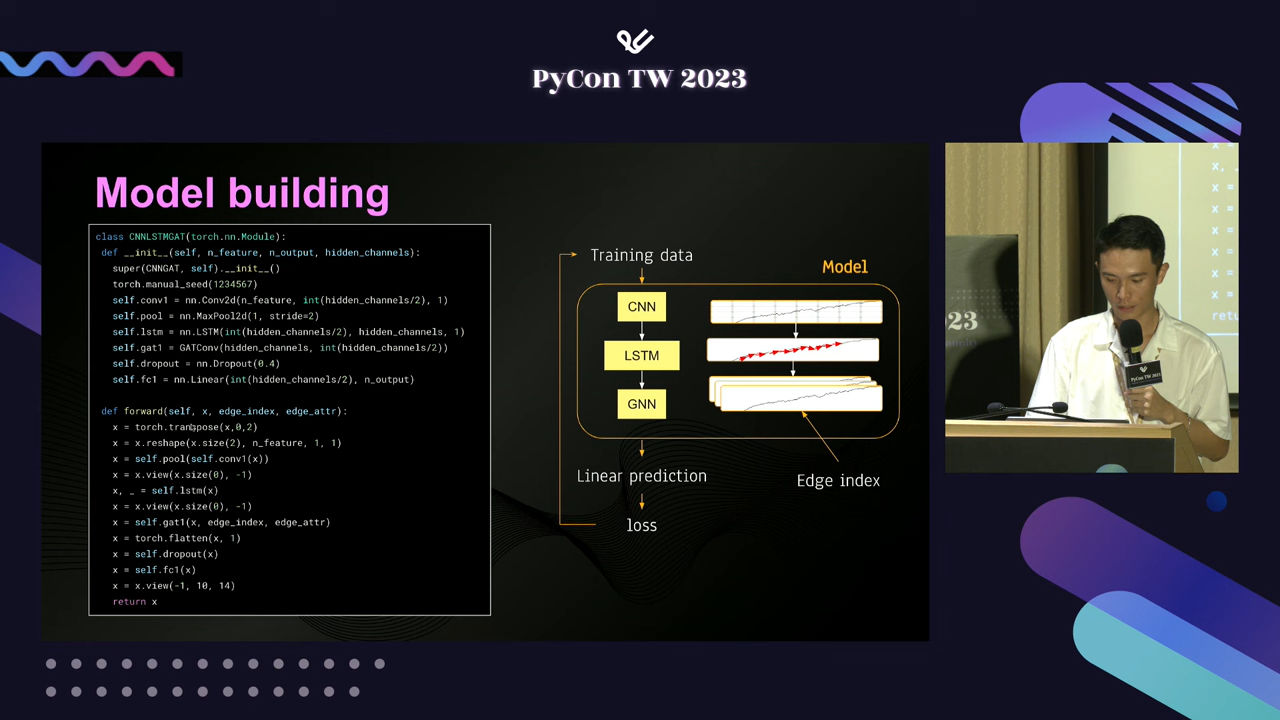 PyCon TW 2023
Model building
class CNNLSTMGAT(torch.nn.Module):
def __init__(self, n_feature, n_output, hidden_channels):
super(CNNGAT, self).__init__()
torch.manual_seed(1234567)
self.conv1 = nn.Conv2d(n_feature, int(hidden_channels/2), 1)
self.pool = nn.MaxPool2d(1, stride=2)
self.lstm = nn.LSTM(int(hidden_channels/2), hidden_channels, 1)
self.gat1 = GATConv(hidden_channels, int(hidden_channels/2))
self.dropout = nn.Dropout(0.4)
self.fc1 = nn.Linear(int(hidden_channels/2), n_output)
def forward(self, x, edge_index, edge_attr):
x = torch.transpose(x,0,2)
x = x.reshape(x.size(2), n_feature, 1, 1)
x = self.pool(self.conv1(x))
x = x.view(x.size(0), -1)
x, _ = self.lstm(x)
x = x.view(x.size(0), -1)
x = self.gat1(x, edge_index, edge_attr)
x = torch.flatten(x, 1)
x = self.dropout(x)
x = self.fc1(x)
x = x.view(-1, 10, 14)
return x
Training data
Model
CNN
LSTM
GNN
Linear prediction
Edge index
loss
23
PyCon TW 2023